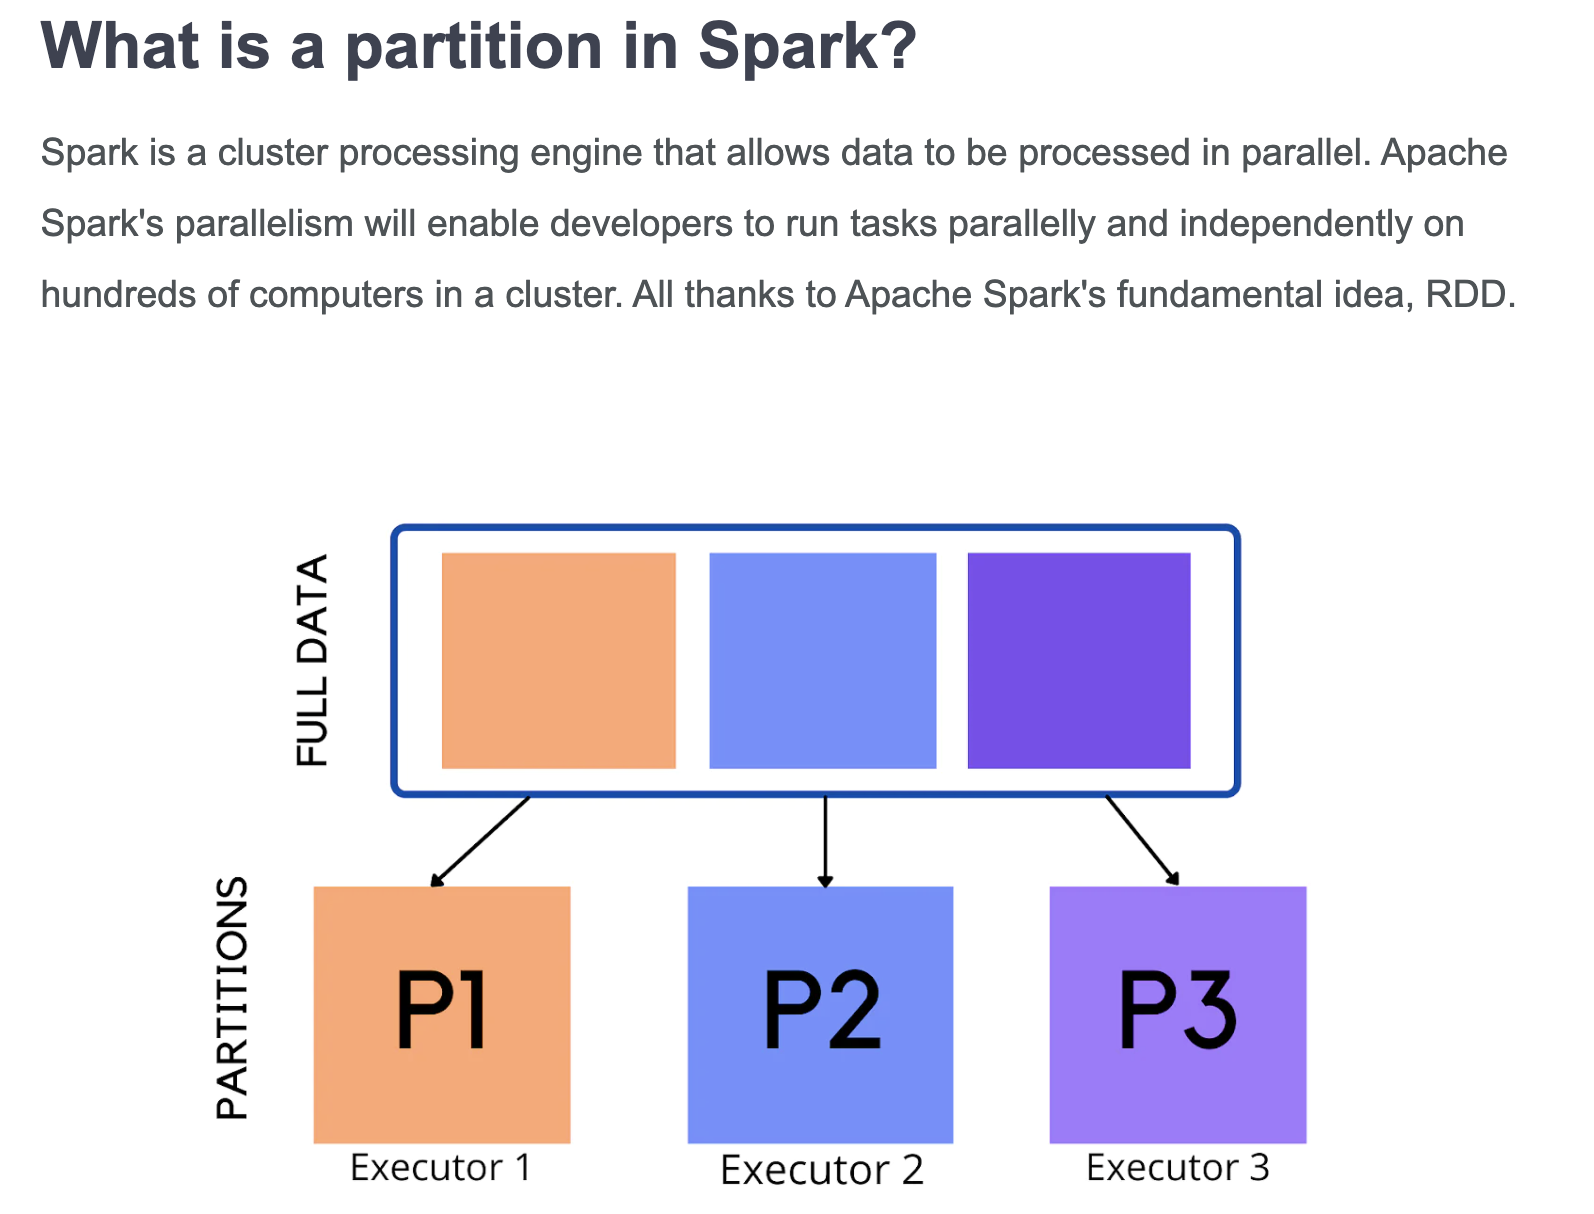 What is a partition in Spark?
Spark is a cluster processing engine that allows data to be processed in parallel. Apache
Spark's parallelism will enable developers to run tasks parallelly and independently on
hundreds of computers in a cluster. All thanks to Apache Spark's fundamental idea, RDD.
FULL DATA
PARTITIONS
P1
P2
P3
Executor 1
Executor 2
Executor 3